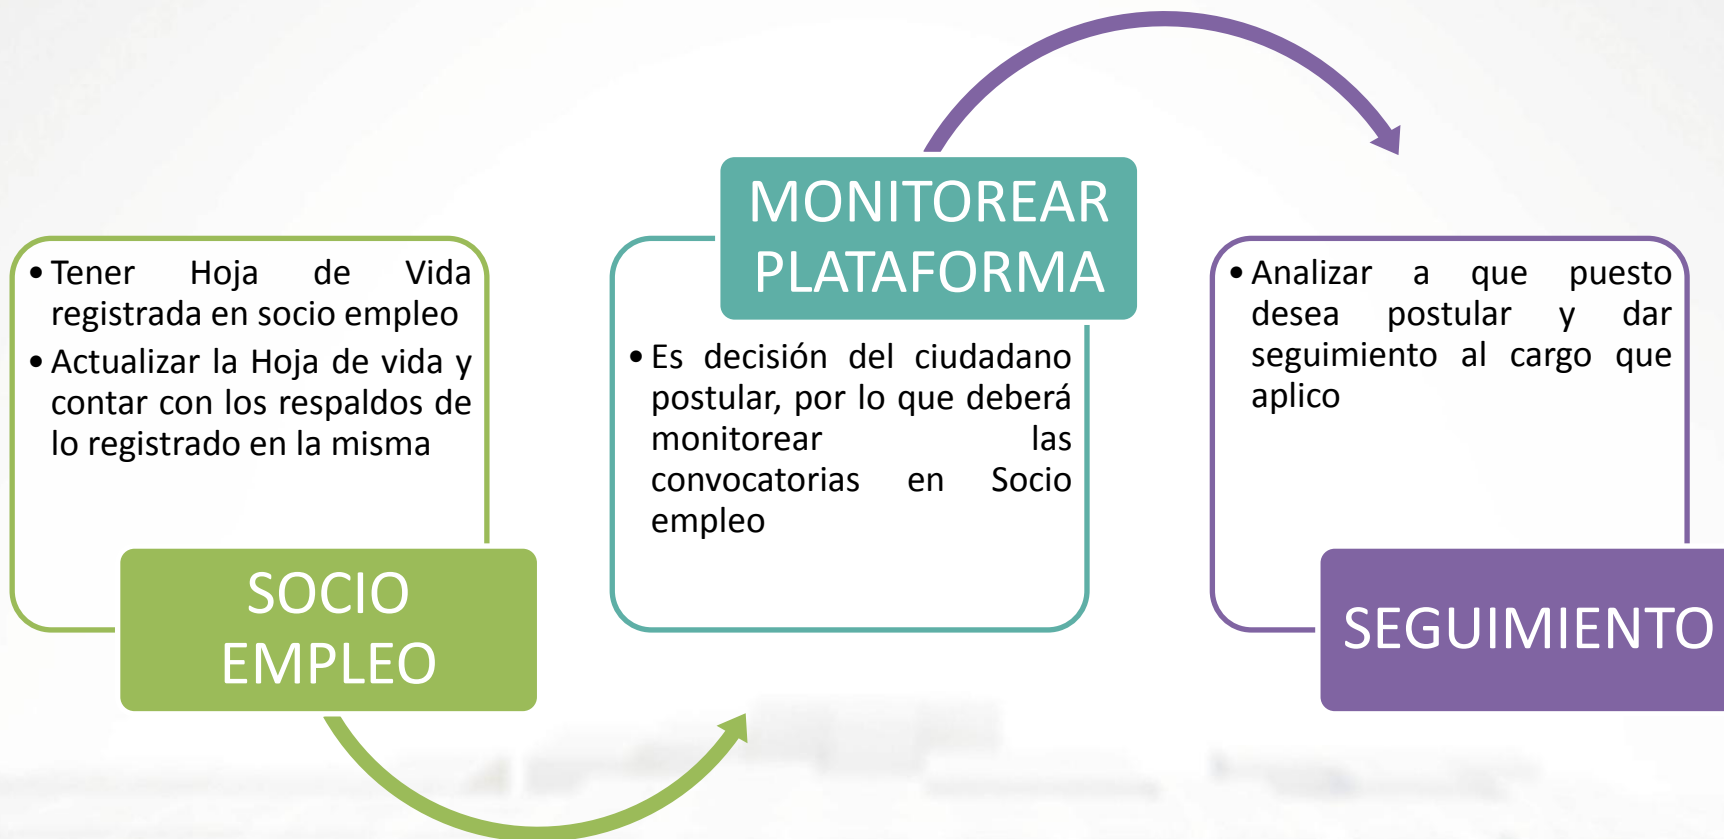 • Tener Hoja de Vida
registrada en socio empleo
• Actualizar la Hoja de vida y
contar con los respaldos de
lo registrado en la misma
SOCIO
EMPLEO
MONITOREAR
PLATAFORMA
• Es decisión del ciudadano
postular, por lo que deberá
monitorear las
convocatorias en Socio
empleo
• Analizar a que puesto
desea postular y dar
seguimiento al cargo que
aplico
SEGUIMIENTO